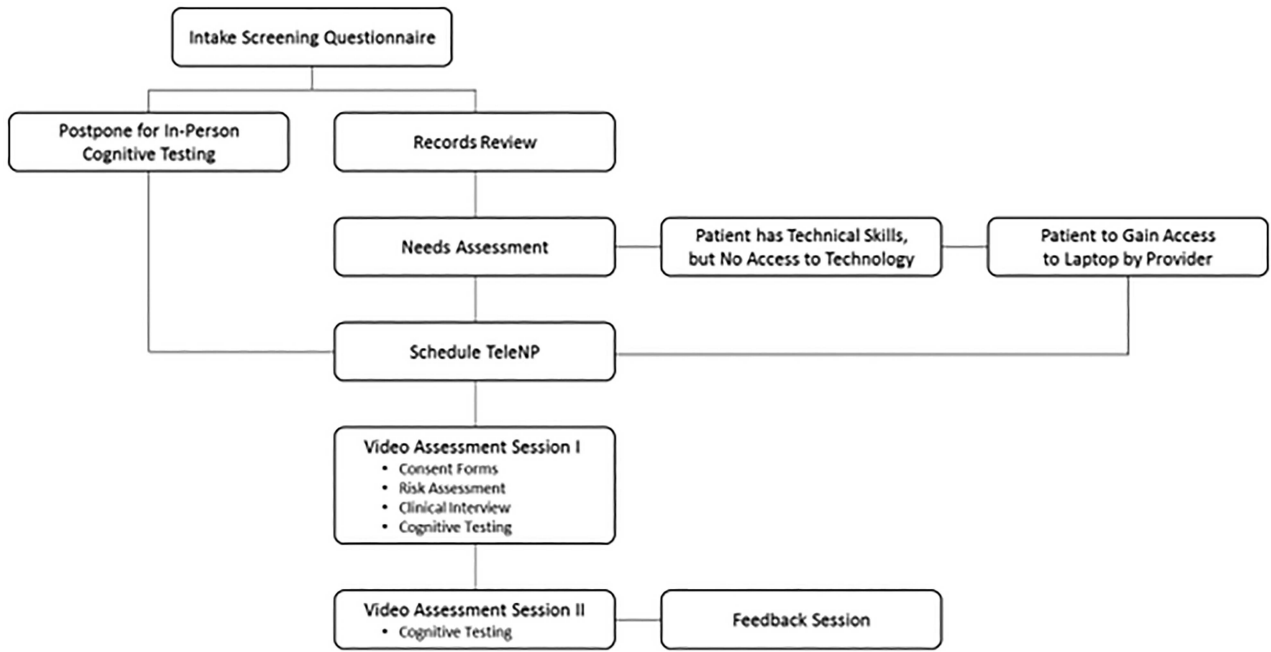 Intake Screening Questionnaire
Postpone for In-Person
Cognitive Testing
Records Review
Needs Assessment
Patient has Technical Skills,
but No Access to Technology
Patient to Gain Access
to Laptop by Provider
Schedule TeleNP
Video Assessment Session I
• Consent Forms
• Risk Assessment
• Clinical Interview
• Cognitive Testing
Video Assessment Session II
• Cognitive Testing
Feedback Session